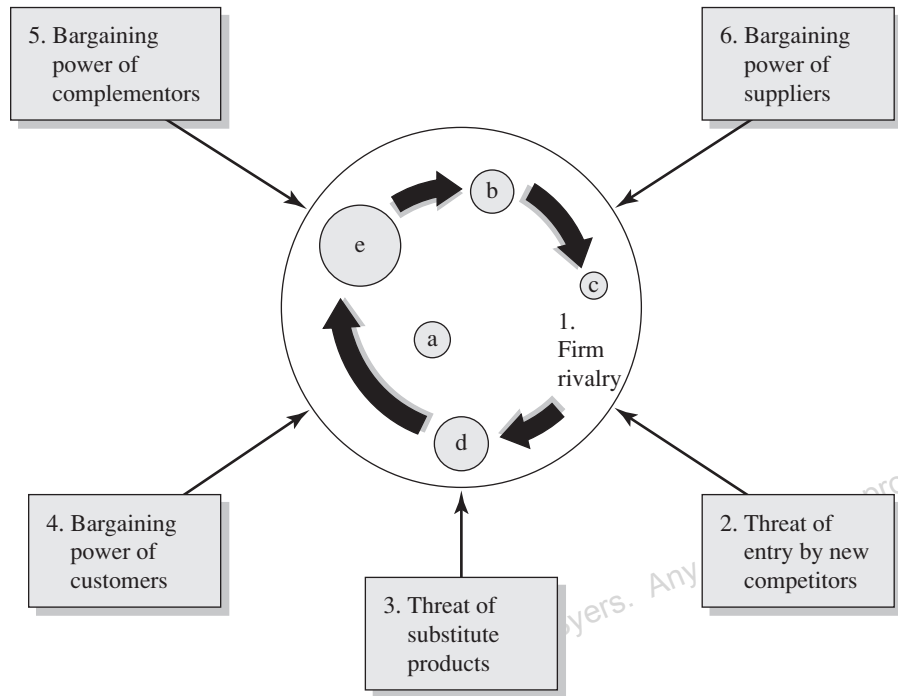 5. Bargaining
power of
complementors
6. Bargaining
power of
suppliers
b
e
c
a
1.
Firm
rivalry
d
4. Bargaining
power of
customers
2. Threat of
entry by new
competitors
3. Threat of
substitute
products
Any